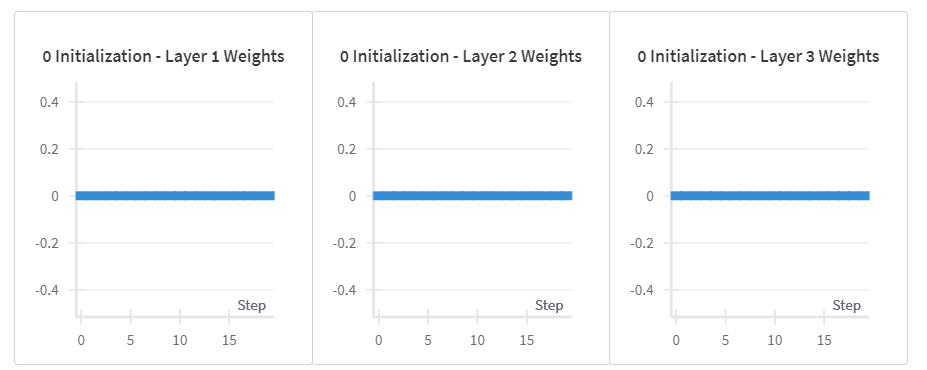 0 Initialization - Layer 1 Weights
0.4
0.2
0
-0.2
-0.4
Step
0 5 10 15
0 Initialization - Layer 2 Weights
0.4
0.2
0
-0.2
-0.4
Step
0 5 10 15
0 Initialization - Layer 3 Weights
0.4
0.2
0
-0.2
-0.4
Step
0 5 10 15